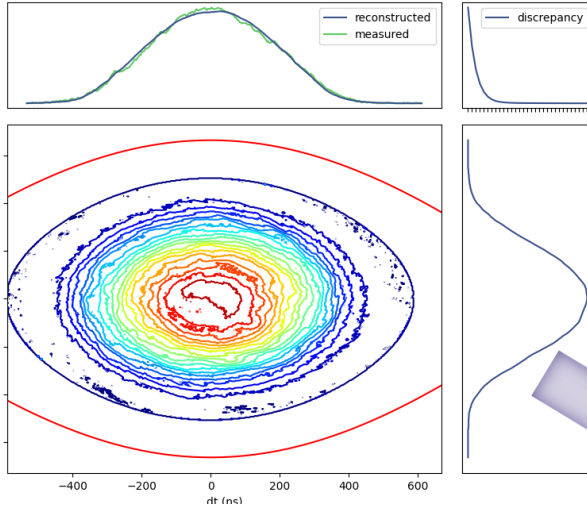 reconstructed
measured
discrepancy
−400
−200
0
200
400
600
dt (ns)